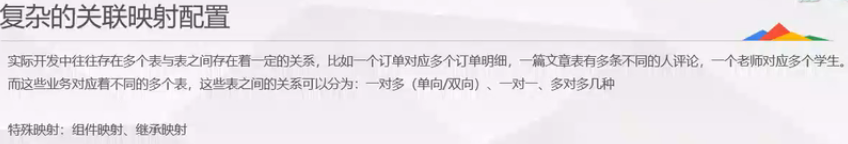 复杂的关联映射配置
实际开发中往往存在多个表与表之间存在着一定的关系，比如一个订单对应多个订单明细，一篇文章表有多条不同的人评论，一个老师对应多个学生。
而这些业务对应着不同的多个表，这些表之间的关系可以分为：一对多（单向/双向）、一对一、多对多几种
特殊映射：组件映射、继承映射